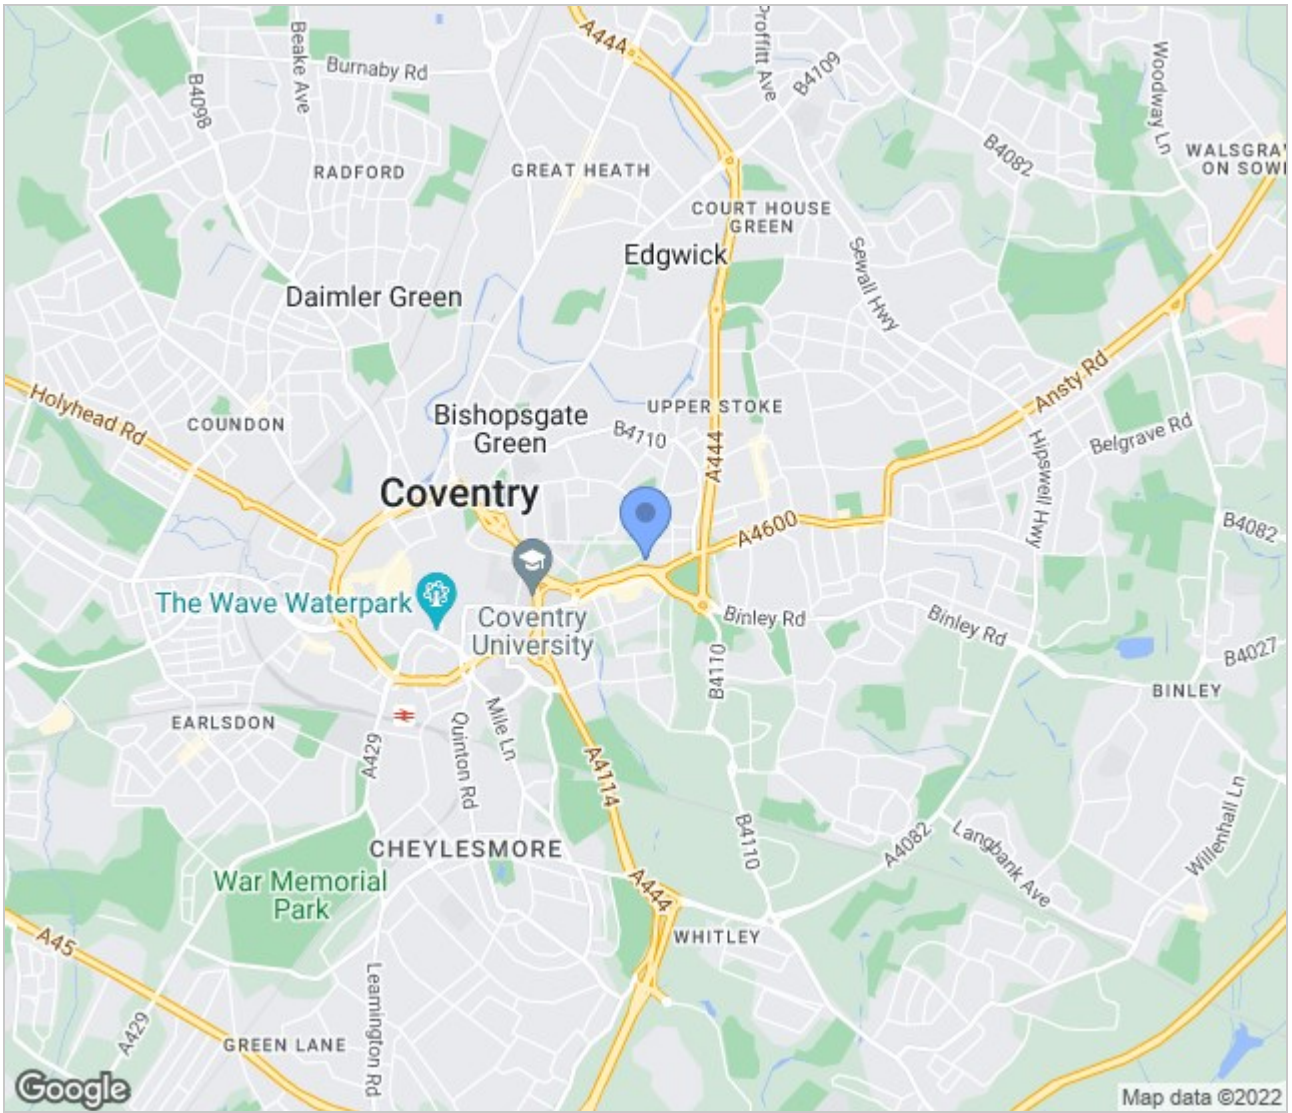 A444
Proffitt Ave
Beake Ave
Burnaby Rd
B4098
B4109
Woodway Ln
B4082
WALSGRA
ON SOW
RADFORD
GREAT HEATH
COURT HOUSE
GREEN
Edgwick
Sewall Hwy
Daimler Green
Holyhead Rd
COUNDON
Bishopsgate
Green
B4110
UPPER STOKE
A444
Ansty Rd
Hipswell Hwy
Belgrave Rd
Coventry
A4600
B4082
The Wave Waterpark
Coventry
University
Binley Rd
Binley Rd
B4027
B4110
BINLEY
EARLSDON
A429
Quinton Rd
Mile Ln
A4114
Willenhall Ln
B4110
A4082
Langbank Ave
CHEYLESMORE
War Memorial
Park
A444
WHITLEY
A45
Leamington Rd
A429
GREEN LANE
Google
Map data ©2022